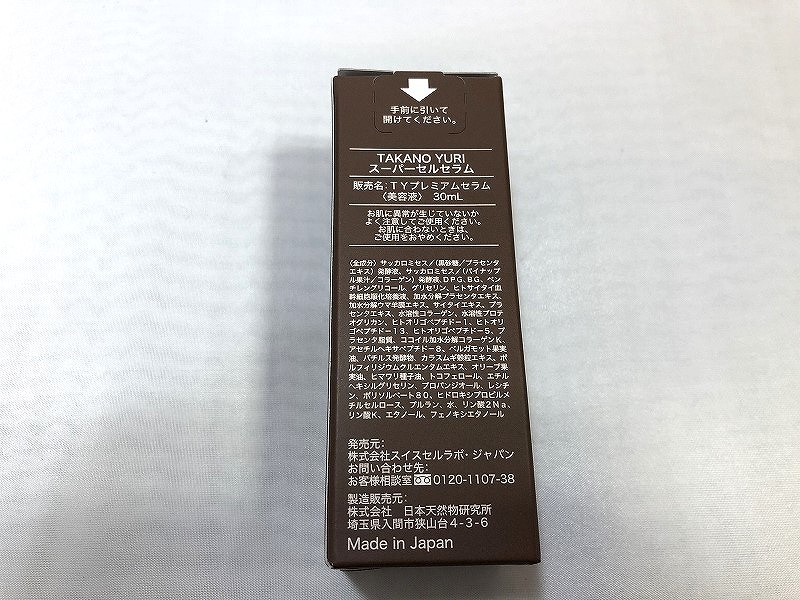 手前に引いて
開けてください。
TAKANO YURI
スーパーセルセラム
販売名：TYプレミアムセラム
〈美容液〉 30mL
お肌に異常が生じていないか
よく注意してご使用ください。
お肌に合わないときは、
ご使用をおやめください。
〈全成分〉サッカロミセス／（黒砂糖／プラセンタ
エキス）発酵液、サッカロミセス／（パイナップ
ル果汁／コラーゲン）発酵液、DPG、BG、ペン
チレングリコール、グリセリン、ヒトサイタイ血
幹細胞順化培養液、加水分解プラセンタエキス、
加水分解ウマ羊膜エキス、サイタイエキス、プラ
センタエキス、水溶性コラーゲン、水溶性プロテ
オグリカン、ヒトオリゴペプチド－1、ヒトオリ
ゴペプチド－13、ヒトオリゴペプチド－5、プ
ラセンタ脂質、ココイル加水分解コラーゲンK、
アセチルヘキサペプチド－8、ベルガモット果実
油、バチルス発酵物、カラスムギ穀粒エキス、ポ
ルフィリジウムクルエンタムエキス、オリーブ果
実油、ヒマワリ種子油、トコフェロール、エチル
ヘキシルグリセリン、プロパンジオール、レシチ
ン、ポリソルベート80、ヒドロキシプロピルメ
チルセルロース、プルラン、水、リン酸2Na、
リン酸K、エタノール、フェノキシエタノール
発売元：
株式会社スイスセルラボ・ジャパン
お問い合わせ先：
お客様相談室 0120-1107-38
製造販売元：
株式会社 日本天然物研究所
埼玉県入間市狭山台4-3-6
Made in Japan